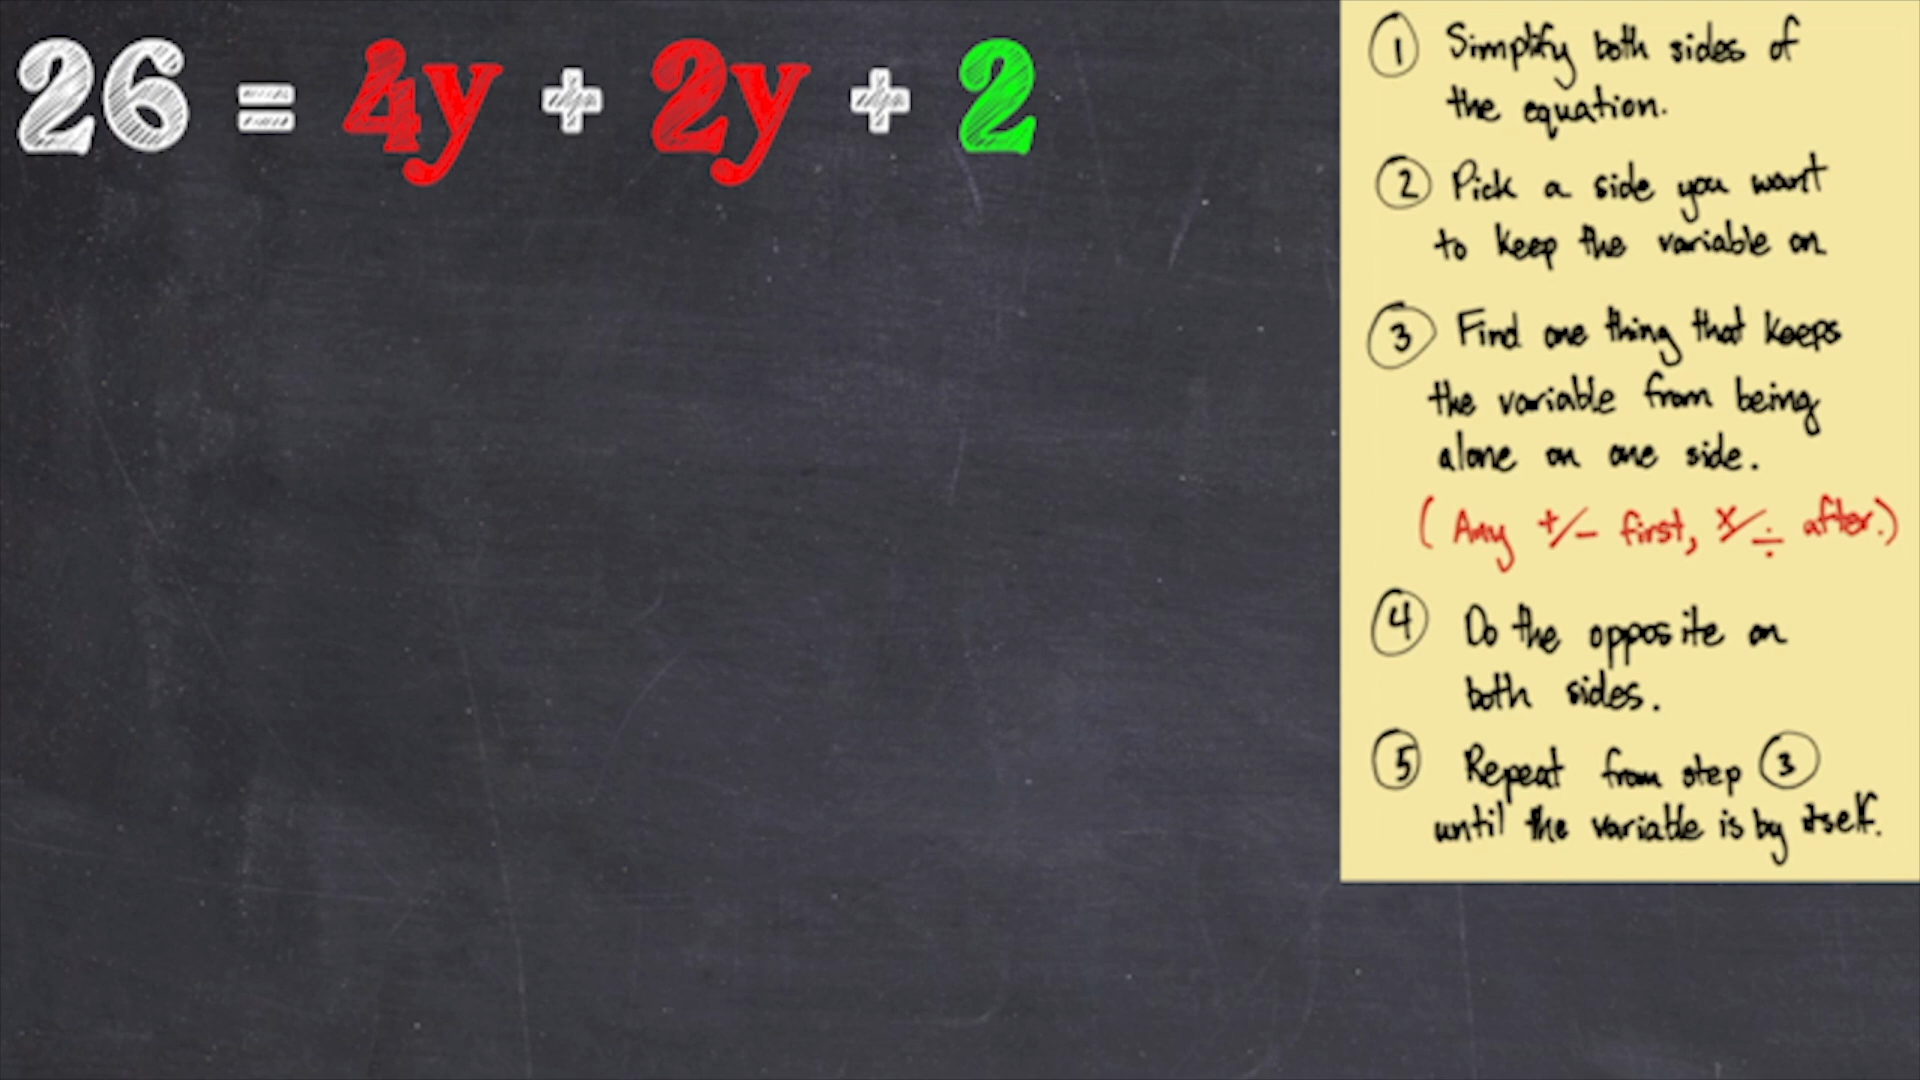 26 = 4y + 2y + 2
① Simplify both sides of
the equation.
② Pick a side you want
to keep the variable on
③ Find one thing that keeps
the variable from being
alone on one side.
(Any +/- first, ×/÷ after.)
④ Do the opposite on
both sides.
⑤ Repeat from step ③
until the variable is by itself.